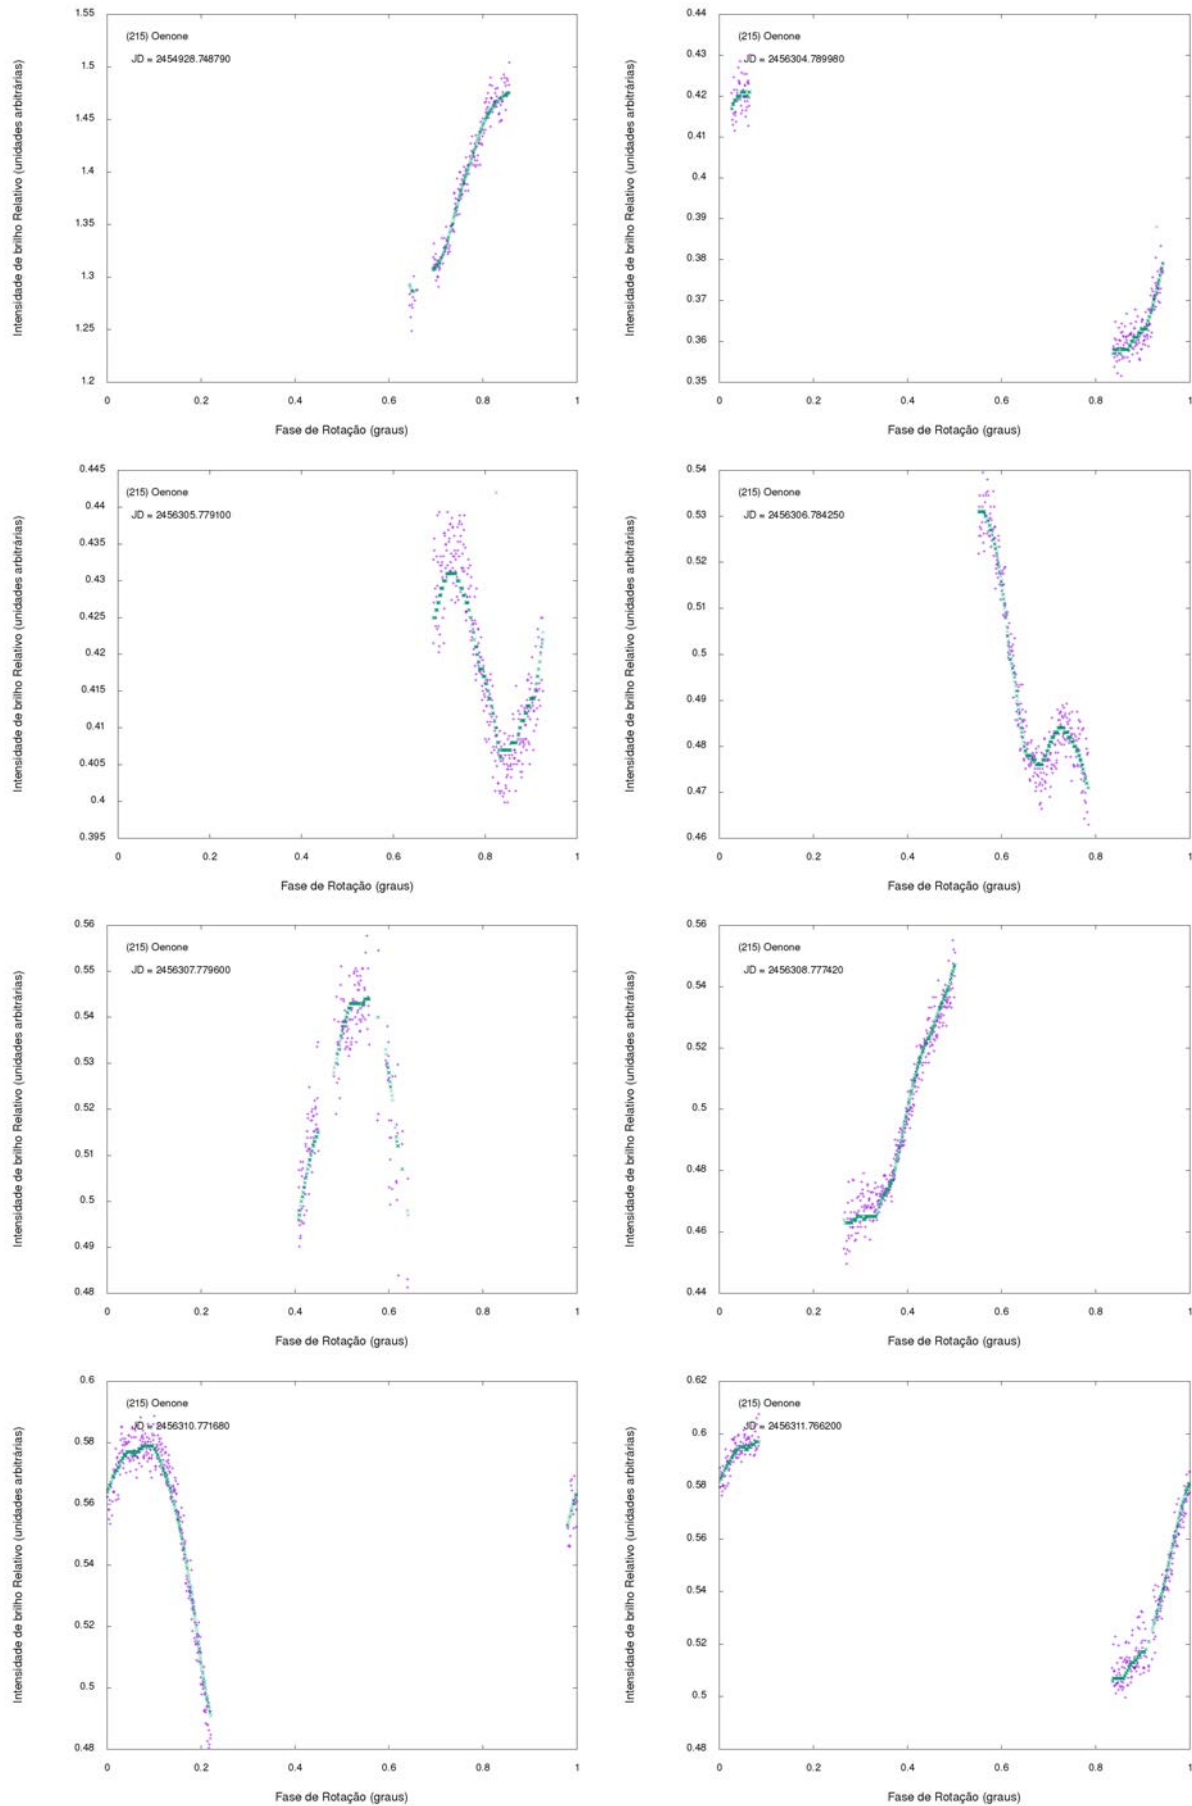 (215) Oenone
JD = 2454928.748790
Intensidade de brilho Relativo (unidades arbitrárias)
1.55
1.5
1.45
1.4
1.35
1.3
1.25
1.2
0 0.2 0.4 0.6 0.8 1
Fase de Rotação (graus)
(215) Oenone
JD = 2456304.789980
Intensidade de brilho Relativo (unidades arbitrárias)
0.44
0.43
0.42
0.41
0.4
0.39
0.38
0.37
0.36
0.35
0 0.2 0.4 0.6 0.8 1
Fase de Rotação (graus)
(215) Oenone
JD = 2456305.779100
Intensidade de brilho Relativo (unidades arbitrárias)
0.445
0.44
0.435
0.43
0.425
0.42
0.415
0.41
0.405
0.4
0.395
0 0.2 0.4 0.6 0.8 1
Fase de Rotação (graus)
(215) Oenone
JD = 2456306.784250
Intensidade de brilho Relativo (unidades arbitrárias)
0.54
0.53
0.52
0.51
0.5
0.49
0.48
0.47
0.46
0 0.2 0.4 0.6 0.8 1
Fase de Rotação (graus)
(215) Oenone
JD = 2456307.779600
Intensidade de brilho Relativo (unidades arbitrárias)
0.56
0.55
0.54
0.53
0.52
0.51
0.5
0.49
0.48
0 0.2 0.4 0.6 0.8 1
Fase de Rotação (graus)
(215) Oenone
JD = 2456308.777420
Intensidade de brilho Relativo (unidades arbitrárias)
0.56
0.54
0.52
0.5
0.48
0.46
0.44
0 0.2 0.4 0.6 0.8 1
Fase de Rotação (graus)
(215) Oenone
JD = 2456310.771680
Intensidade de brilho Relativo (unidades arbitrárias)
0.6
0.58
0.56
0.54
0.52
0.5
0.48
0 0.2 0.4 0.6 0.8 1
Fase de Rotação (graus)
(215) Oenone
JD = 2456311.766200
Intensidade de brilho Relativo (unidades arbitrárias)
0.62
0.6
0.58
0.56
0.54
0.52
0.5
0.48
0 0.2 0.4 0.6 0.8 1
Fase de Rotação (graus)